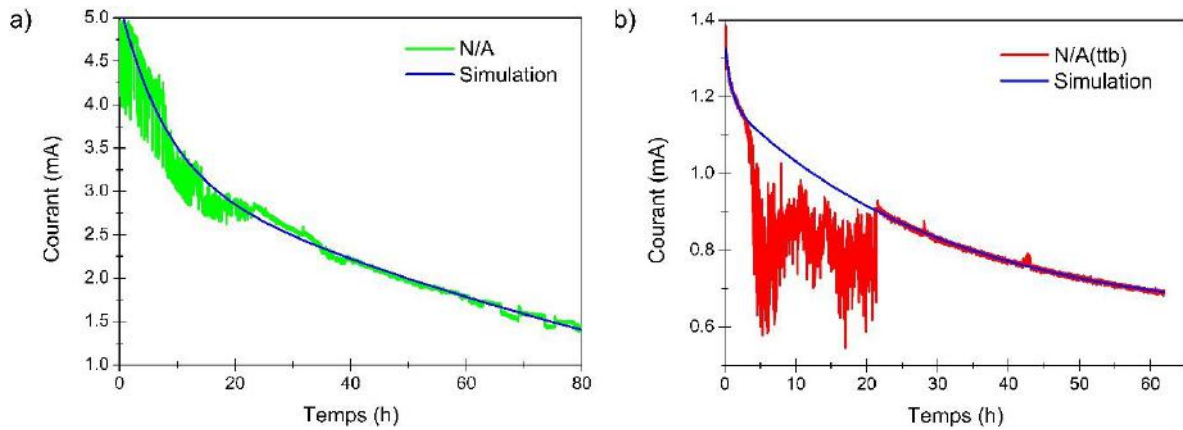 a)
N/A
Simulation
Courant (mA)
5.0
4.5
4.0
3.5
3.0
2.5
2.0
1.5
1.0
0
20
40
60
80
Temps (h)
b)
N/A(ttb)
Simulation
Courant (mA)
1.4
1.2
1.0
0.8
0.6
0
10
20
30
40
50
60
Temps (h)